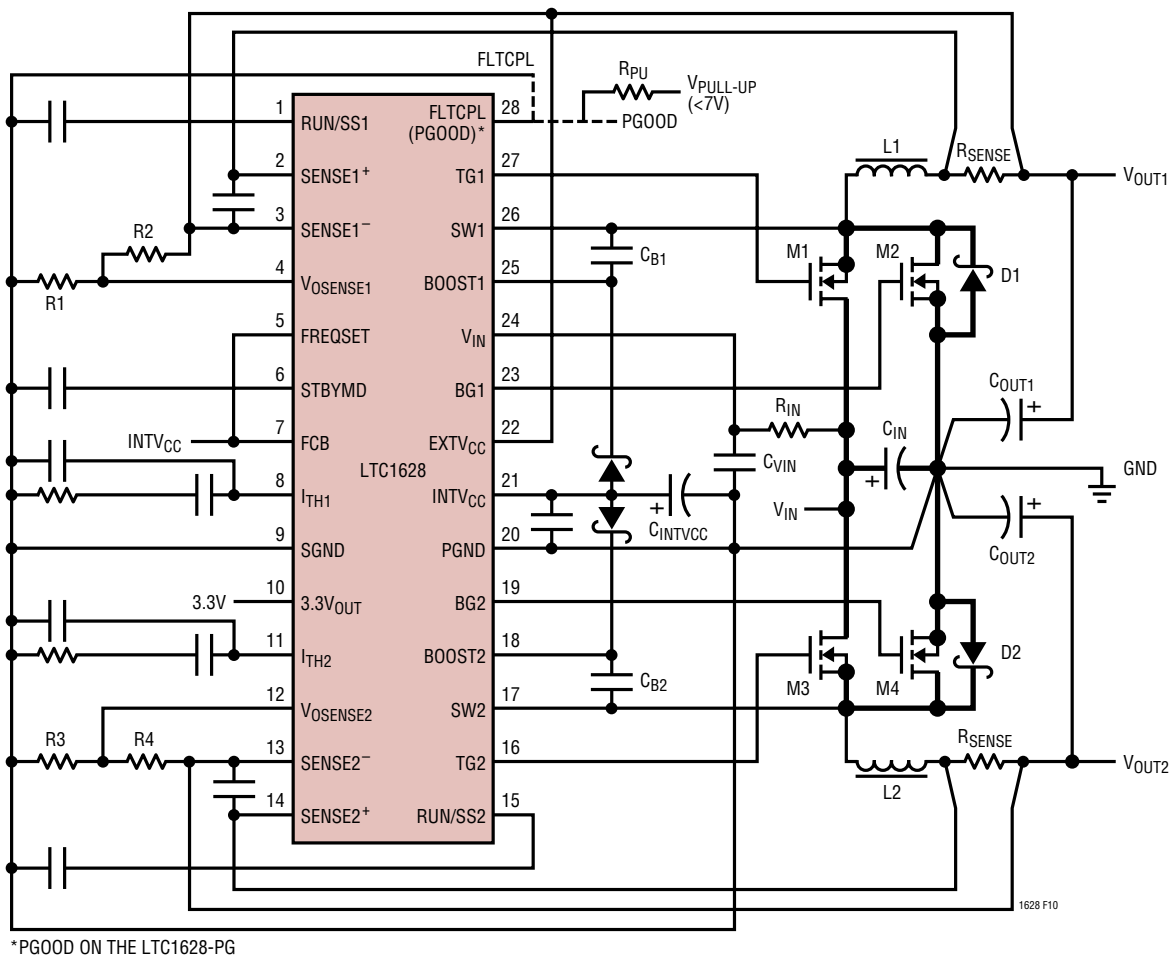 FLTCPL
RPU
VPULL-UP
(<7V)
PGOOD
1 RUN/SS1
FLTCPL 28
(PGOOD)*
2 SENSE1+
TG1 27
3 SENSE1–
SW1 26
4 VOSENSE1
BOOST1 25
5 FREQSET
VIN 24
6 STBYMD
BG1 23
INTVCC
7 FCB
EXTVCC 22
LTC1628
8 ITH1
INTVCC 21
9 SGND
PGND 20
3.3V
10 3.3VOUT
BG2 19
11 ITH2
BOOST2 18
12 VOSENSE2
SW2 17
13 SENSE2–
TG2 16
14 SENSE2+
RUN/SS2 15
R2
R1
R3
R4
CB1
CB2
CVIN
CINTVCC
+
RIN
L1
RSENSE
VOUT1
M1
M2
D1
COUT1
+
CIN
+
GND
VIN
+
COUT2
M3
M4
D2
RSENSE
L2
VOUT2
1628 F10
*PGOOD ON THE LTC1628-PG